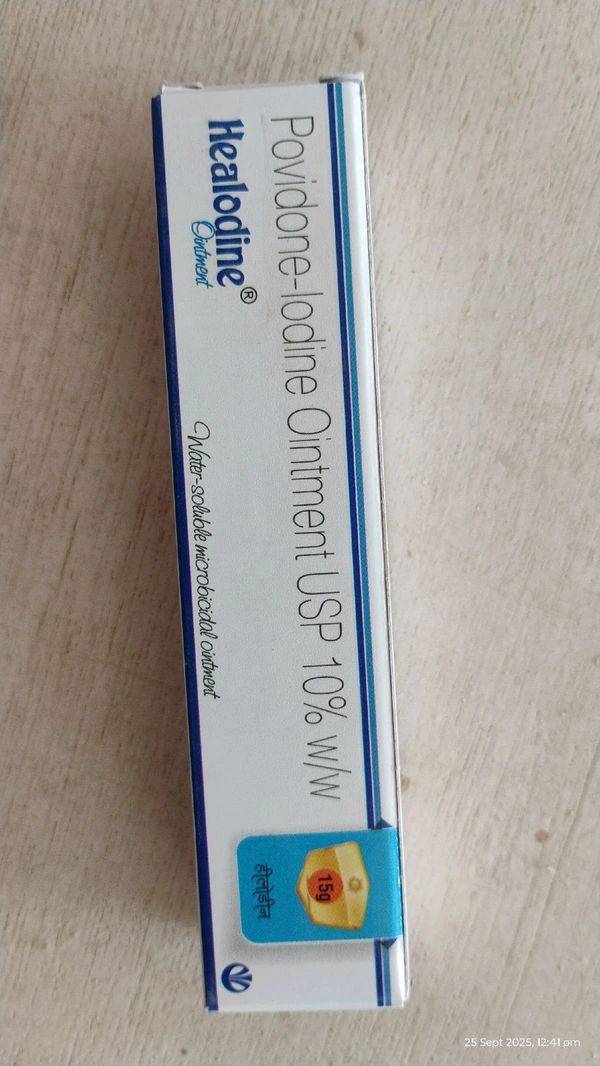 Povidone-Iodine Ointment USP 10% w/w
Healodine®
Ointment
Water-soluble microbicidal ointment
15g
हीलोडीन
25 Sept 2025, 12:41 pm